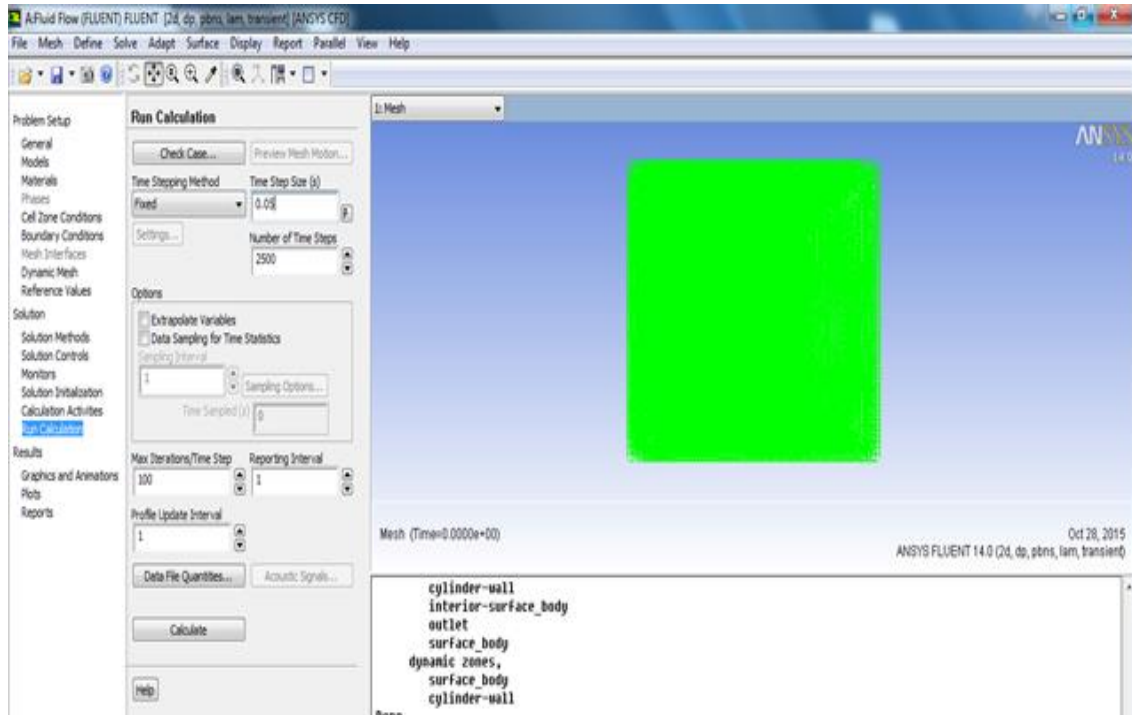 A:Fluid Flow (FLUENT) FLUENT [2d, dp, pbns, lam, transient] [ANSYS CFD]
File Mesh Define Solve Adapt Surface Display Report Parallel View Help
Problem Setup
General
Models
Materials
Phases
Cell Zone Conditions
Boundary Conditions
Mesh Interfaces
Dynamic Mesh
Reference Values
Solution
Solution Methods
Solution Controls
Monitors
Solution Initialization
Calculation Activities
Run Calculation
Results
Graphics and Animations
Plots
Reports
Run Calculation
Check Case... Preview Mesh Motion...
Time Stepping Method Time Step Size (s)
Fixed 0.05
Settings... Number of Time Steps
2500
Options
Extrapolate Variables
Data Sampling for Time Statistics
Sampling Interval
1 Sampling Options...
Time Sampled (s) 0
Max Iterations/Time Step Reporting Interval
100 1
Profile Update Interval
1
Data File Quantities... Acoustic Signals...
Calculate
Help
1: Mesh
ANSYS
14.0
Mesh (Time=0.0000e+00) Oct 28, 2015
ANSYS FLUENT 14.0 (2d, dp, pbns, lam, transient)
cylinder-wall
interior-surface_body
outlet
surface_body
dynamic zones,
surface_body
cylinder-wall
Done.